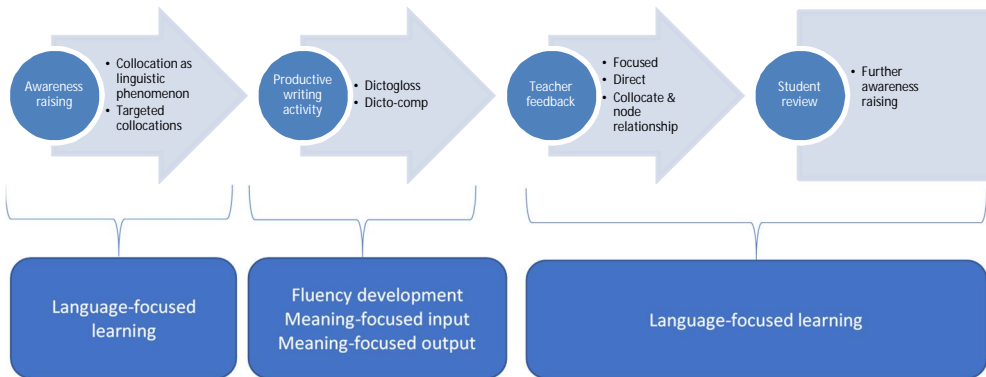 Awareness
raising
• Collocation as
linguistic
phenomenon
• Targeted
collocations
Productive
writing
activity
• Dictogloss
• Dicto-comp
Teacher
feedback
• Focused
• Direct
• Collocate &
node
relationship
Student
review
• Further
awareness
raising
Language-focused
learning
Fluency development
Meaning-focused input
Meaning-focused output
Language-focused learning